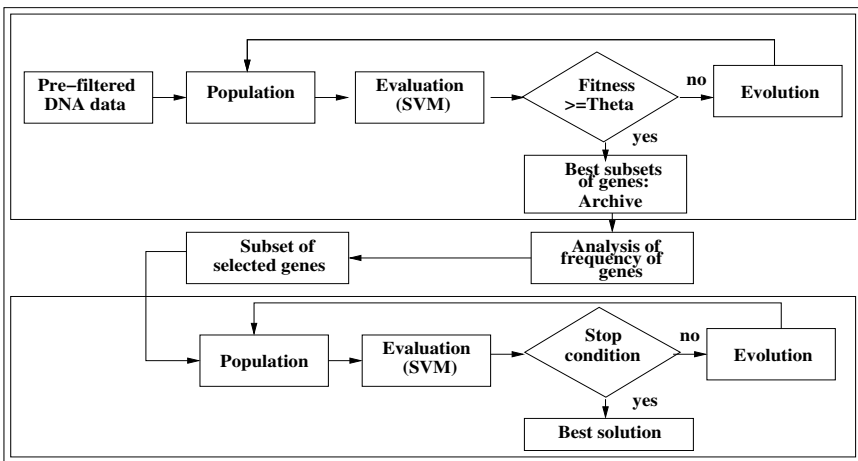 Pre-filtered
DNA data
Population
Evaluation
(SVM)
Fitness
>=Theta
no
Evolution
yes
Best subsets
of genes:
Archive
Analysis of
frequency of
genes
Subset of
selected genes
Population
Evaluation
(SVM)
Stop
condition
no
Evolution
yes
Best solution